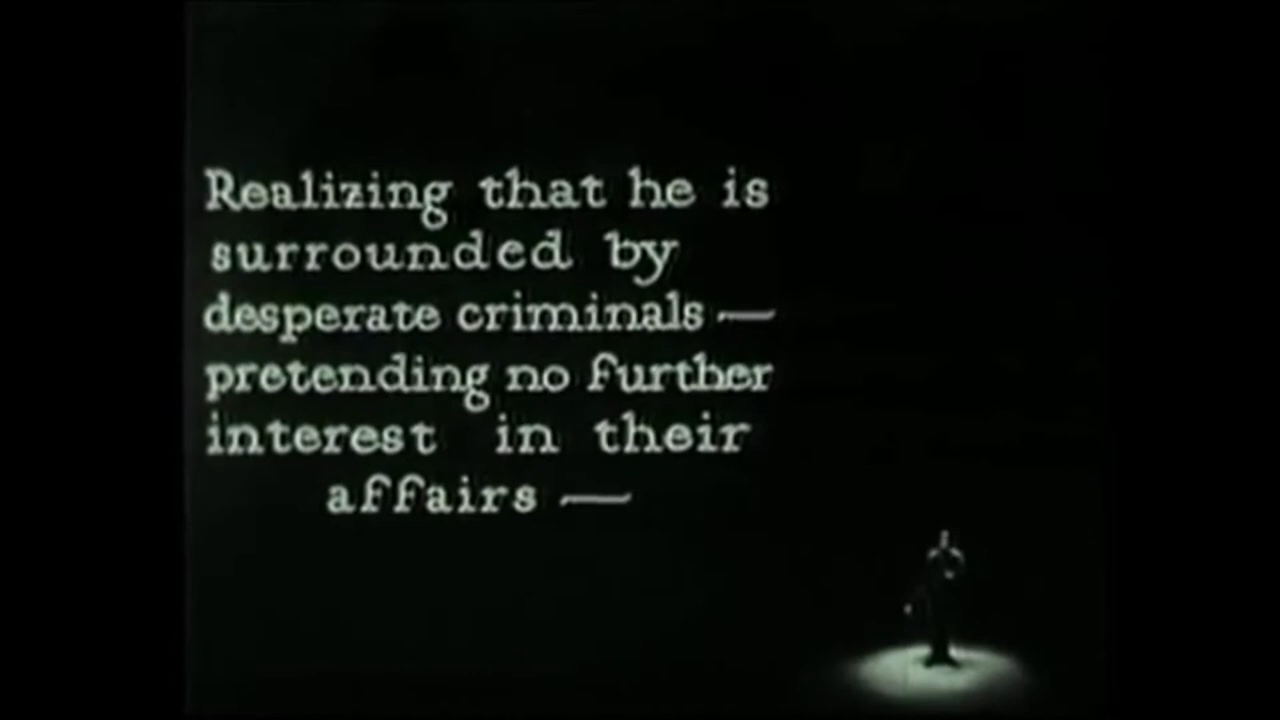 Realizing that he is
surrounded by
desperate criminals —
pretending no further
interest in their
affairs —